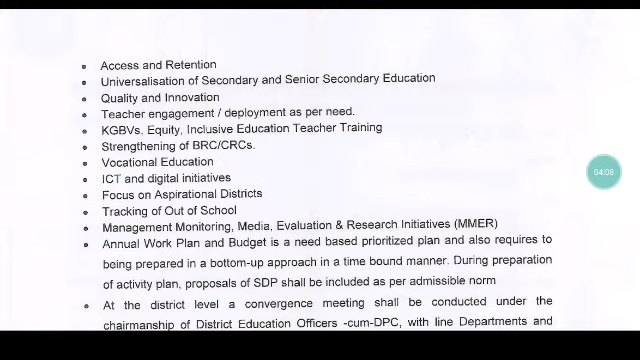 • Access and Retention
• Universalisation of Secondary and Senior Secondary Education
• Quality and Innovation
• Teacher engagement / deployment as per need.
• KGBVs, Equity, Inclusive Education Teacher Training
• Strengthening of BRC/CRCs.
• Vocational Education
• ICT and digital initiatives
• Focus on Aspirational Districts
• Tracking of Out of School
• Management Monitoring, Media, Evaluation & Research Initiatives (MMER)
• Annual Work Plan and Budget is a need based prioritized plan and also requires to
being prepared in a bottom-up approach in a time bound manner. During preparation
of activity plan, proposals of SDP shall be included as per admissible norm
• At the district level a convergence meeting shall be conducted under the
chairmanship of District Education Officers -cum-DPC, with line Departments and
04:08